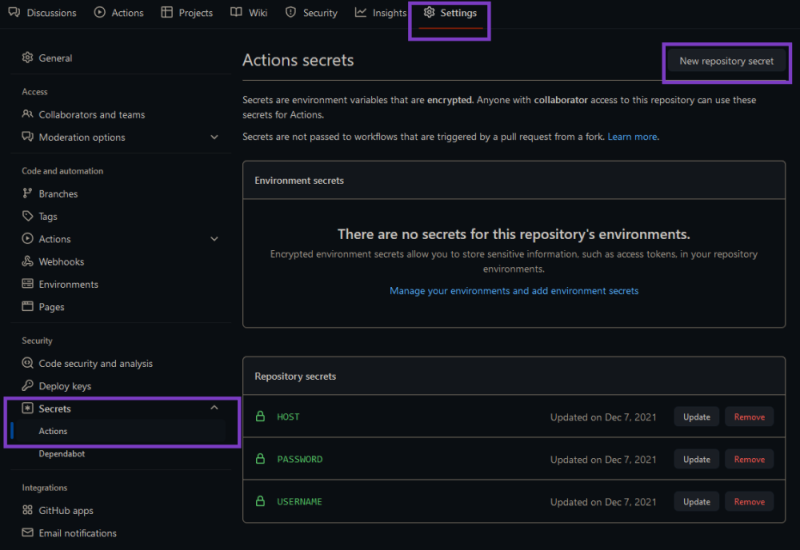 Discussions Actions Projects Wiki Security Insights Settings
General
Access
Collaborators and teams
Moderation options
Code and automation
Branches
Tags
Actions
Webhooks
Environments
Pages
Security
Code security and analysis
Deploy keys
Secrets
Actions
Dependabot
Integrations
GitHub apps
Email notifications
Actions secrets
New repository secret
Secrets are environment variables that are encrypted. Anyone with collaborator access to this repository can use these
secrets for Actions.
Secrets are not passed to workflows that are triggered by a pull request from a fork. Learn more.
Environment secrets
There are no secrets for this repository's environments.
Encrypted environment secrets allow you to store sensitive information, such as access tokens, in your repository
environments.
Manage your environments and add environment secrets
Repository secrets
HOST Updated on Dec 7, 2021 Update Remove
PASSWORD Updated on Dec 7, 2021 Update Remove
USERNAME Updated on Dec 7, 2021 Update Remove